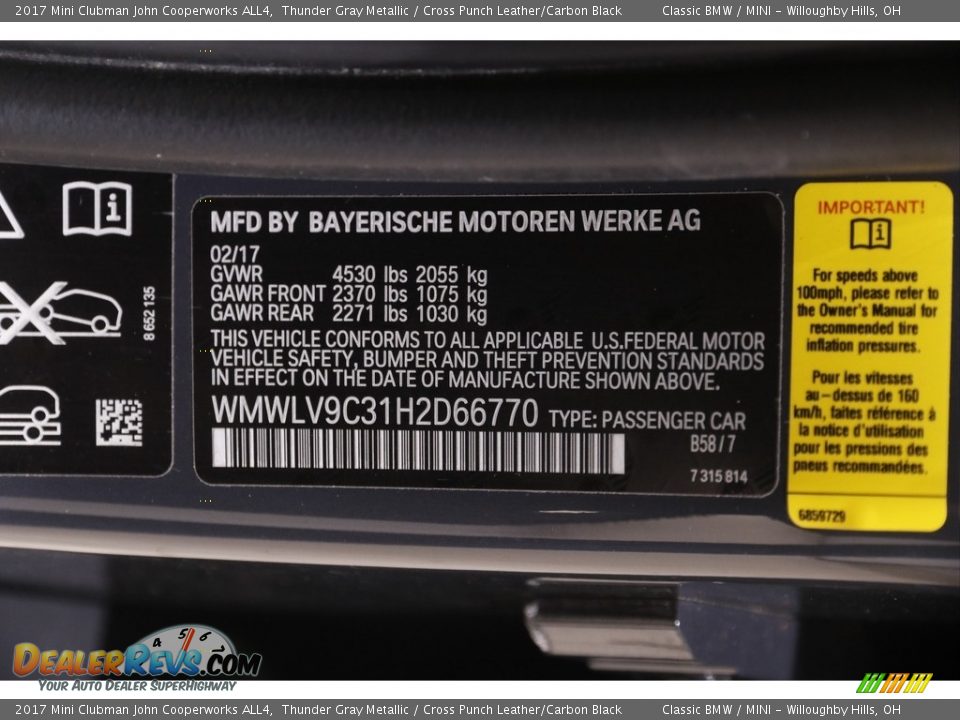 2017 Mini Clubman John Cooperworks ALL4,  Thunder Gray Metallic / Cross Punch Leather/Carbon Black          Classic BMW / MINI - Willoughby Hills, OH
MFD BY BAYERISCHE MOTOREN WERKE AG
02/17
GVWR 4530 lbs 2055 kg
GAWR FRONT 2370 lbs 1075 kg
GAWR REAR 2271 lbs 1030 kg
THIS VEHICLE CONFORMS TO ALL APPLICABLE U.S.FEDERAL MOTOR
VEHICLE SAFETY, BUMPER AND THEFT PREVENTION STANDARDS
IN EFFECT ON THE DATE OF MANUFACTURE SHOWN ABOVE.
WMWLV9C31H2D66770 TYPE: PASSENGER CAR
B58/7
7 315 814
8 652 135
IMPORTANT!
For speeds above
100mph, please refer to
the Owner's Manual for
recommended tire
inflation pressures.
Pour les vitesses
au-dessus de 160
km/h, faites référence à
la notice d'utilisation
pour les pressions des
pneus recommandées.
6859729
4 5 6
DEALERREVS.COM
YOUR AUTO DEALER SUPERHIGHWAY
2017 Mini Clubman John Cooperworks ALL4,  Thunder Gray Metallic / Cross Punch Leather/Carbon Black          Classic BMW / MINI - Willoughby Hills, OH